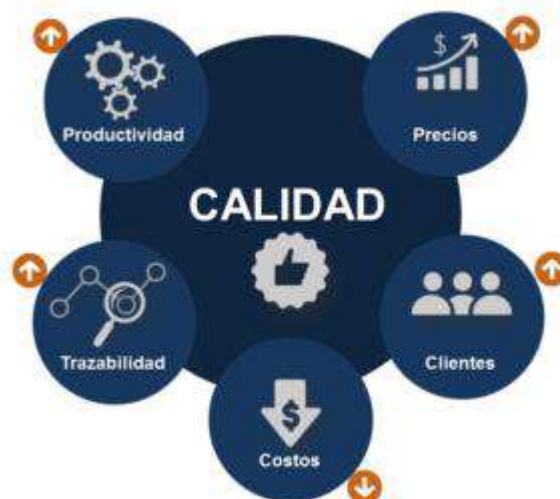 Productividad
$
Precios
CALIDAD
Trazabilidad
Clientes
$
Costos